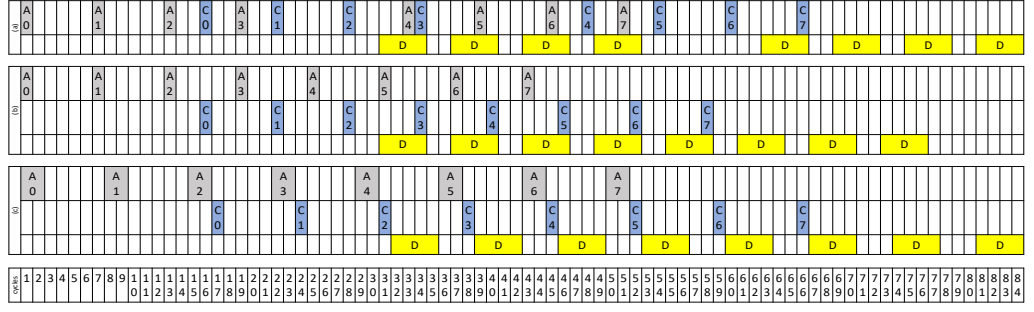 (a) A0 A1 A2 C0 A3 C1 C2 A4 C3 A5 A6 C4 A7 C5 C6 C7
D D D D D D D D
(b) A0 A1 A2 A3 A4 A5 A6 A7
C0 C1 C2 C3 C4 C5 C6 C7
D D D D D D D D
(c) A0 A1 A2 A3 A4 A5 A6 A7
C0 C1 C2 C3 C4 C5 C6 C7
D D D D D D D D
cycles 1 2 3 4 5 6 7 8 9 10 11 12 13 14 15 16 17 18 19 20 21 22 23 24 25 26 27 28 29 30 31 32 33 34 35 36 37 38 39 40 41 42 43 44 45 46 47 48 49 50 51 52 53 54 55 56 57 58 59 60 61 62 63 64 65 66 67 68 69 70 71 72 73 74 75 76 77 78 79 80 81 82 83 84